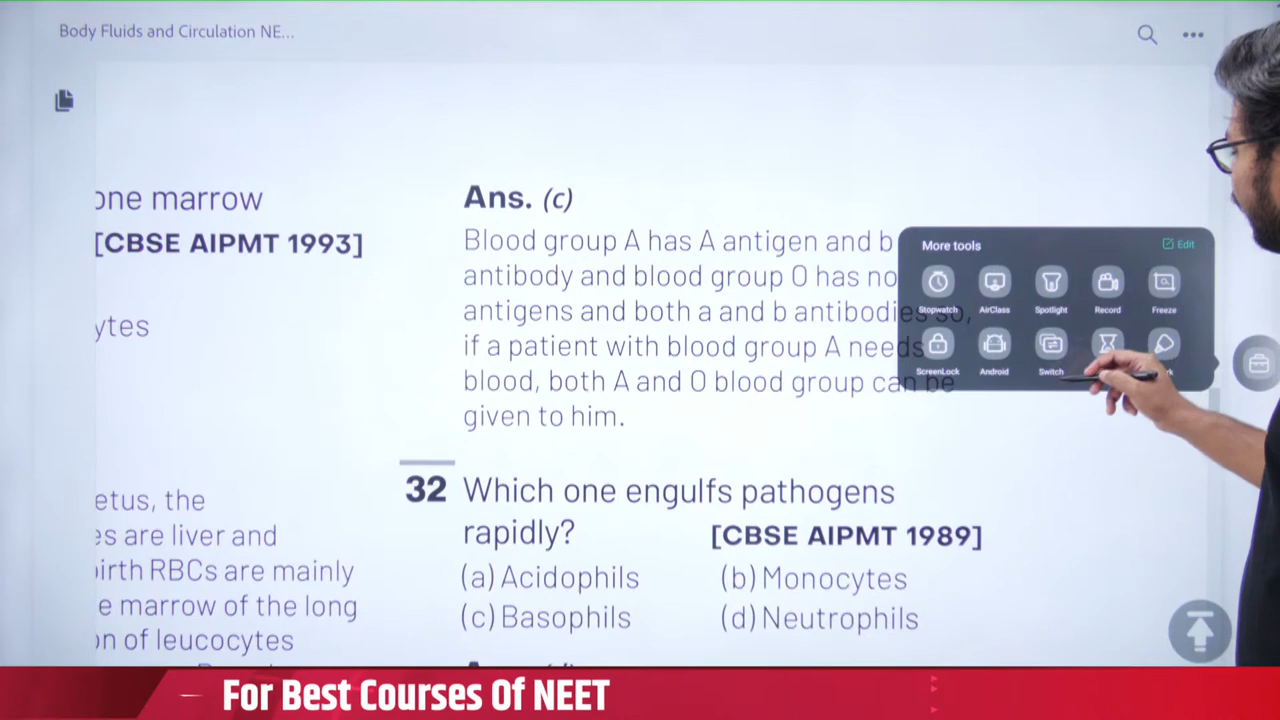 Body Fluids and Circulation NE...
one marrow
[CBSE AIPMT 1993]
ytes
etus, the
es are liver and
birth RBCs are mainly
e marrow of the long
on of leucocytes
Ans. (c)
Blood group A has A antigen and b
antibody and blood group O has no
antigens and both a and b antibodies so,
if a patient with blood group A needs
blood, both A and O blood group can be
given to him.
32 Which one engulfs pathogens
rapidly?
[CBSE AIPMT 1989]
(a) Acidophils (b) Monocytes
(c) Basophils (d) Neutrophils
More tools Edit
Stopwatch AirClass Spotlight Record Freeze
ScreenLock Android Switch
For Best Courses Of NEET